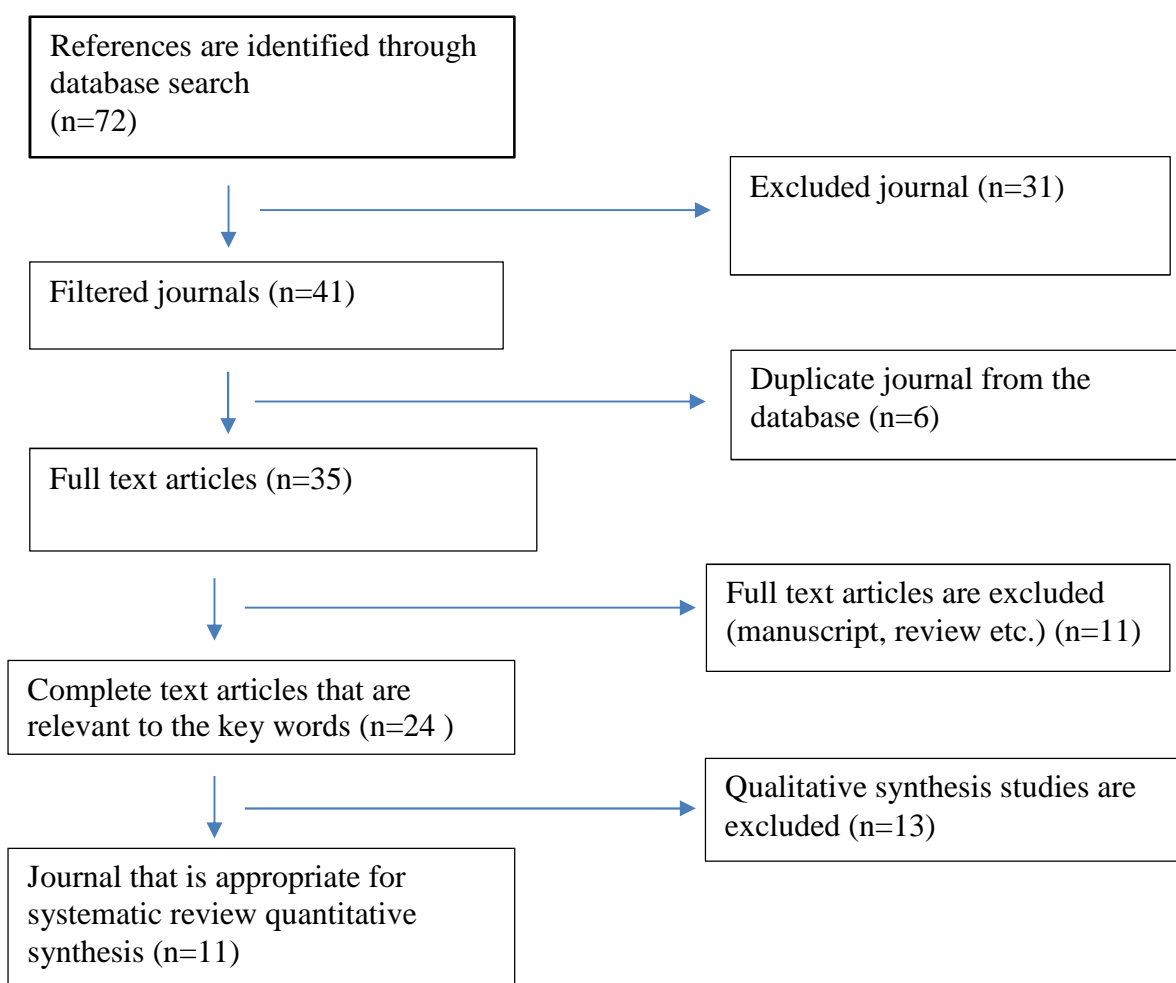 References are identified through
database search
(n=72)
Excluded journal (n=31)
Filtered journals (n=41)
Duplicate journal from the
database (n=6)
Full text articles (n=35)
Full text articles are excluded
(manuscript, review etc.) (n=11)
Complete text articles that are
relevant to the key words (n=24 )
Qualitative synthesis studies are
excluded (n=13)
Journal that is appropriate for
systematic review quantitative
synthesis (n=11)